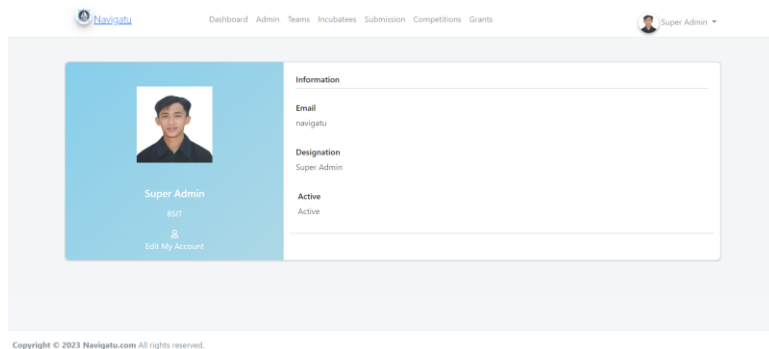 Navigatu
Dashboard Admin Teams Incubatees Submission Competitions Grants
Super Admin
Information
Email
navigatu
Designation
Super Admin
Active
Active
Super Admin
BSIT
Edit My Account
Copyright © 2023 Navigatu.com All rights reserved.